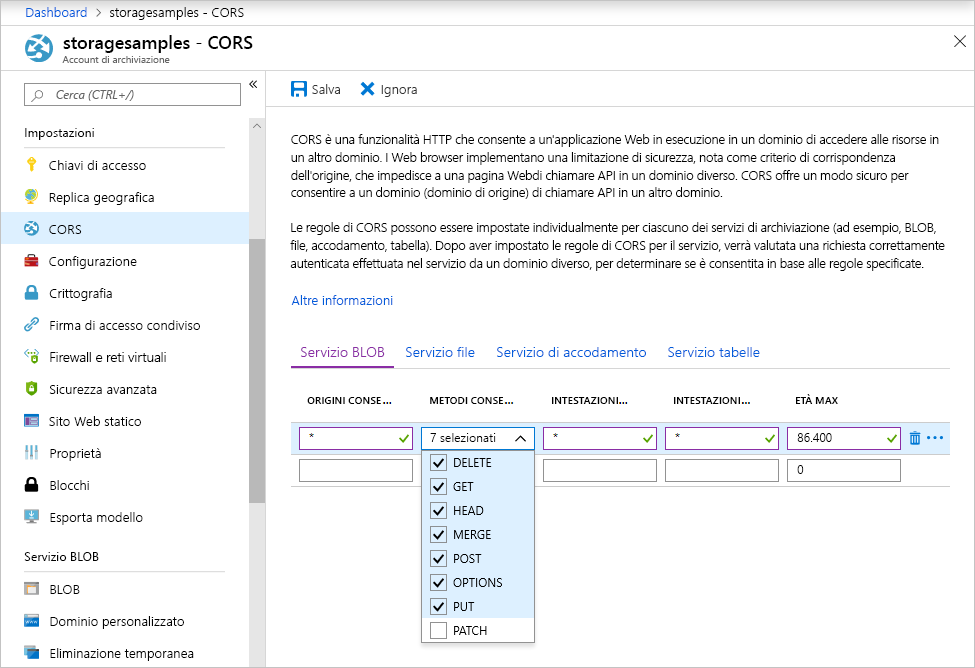 Dashboard > storagesamples - CORS
storagesamples - CORS
Account di archiviazione
Cerca (CTRL+/)
«
Impostazioni
Chiavi di accesso
Replica geografica
CORS
Configurazione
Crittografia
Firma di accesso condiviso
Firewall e reti virtuali
Sicurezza avanzata
Sito Web statico
Proprietà
Blocchi
Esporta modello
Servizio BLOB
BLOB
Dominio personalizzato
Eliminazione temporanea
Salva Ignora
CORS è una funzionalità HTTP che consente a un'applicazione Web in esecuzione in un dominio di accedere alle risorse in
un altro dominio. I Web browser implementano una limitazione di sicurezza, nota come criterio di corrispondenza
dell'origine, che impedisce a una pagina Webdi chiamare API in un dominio diverso. CORS offre un modo sicuro per
consentire a un dominio (dominio di origine) di chiamare API in un altro dominio.
Le regole di CORS possono essere impostate individualmente per ciascuno dei servizi di archiviazione (ad esempio, BLOB,
file, accodamento, tabella). Dopo aver impostato le regole di CORS per il servizio, verrà valutata una richiesta correttamente
autenticata effettuata nel servizio da un dominio diverso, per determinare se è consentita in base alle regole specificate.
Altre informazioni
Servizio BLOB Servizio file Servizio di accodamento Servizio tabelle
ORIGINI CONSE... METODI CONSE... INTESTAZIONI... INTESTAZIONI... ETÀ MAX
* 7 selezionati * * 86.400
0
DELETE
GET
HEAD
MERGE
POST
OPTIONS
PUT
PATCH